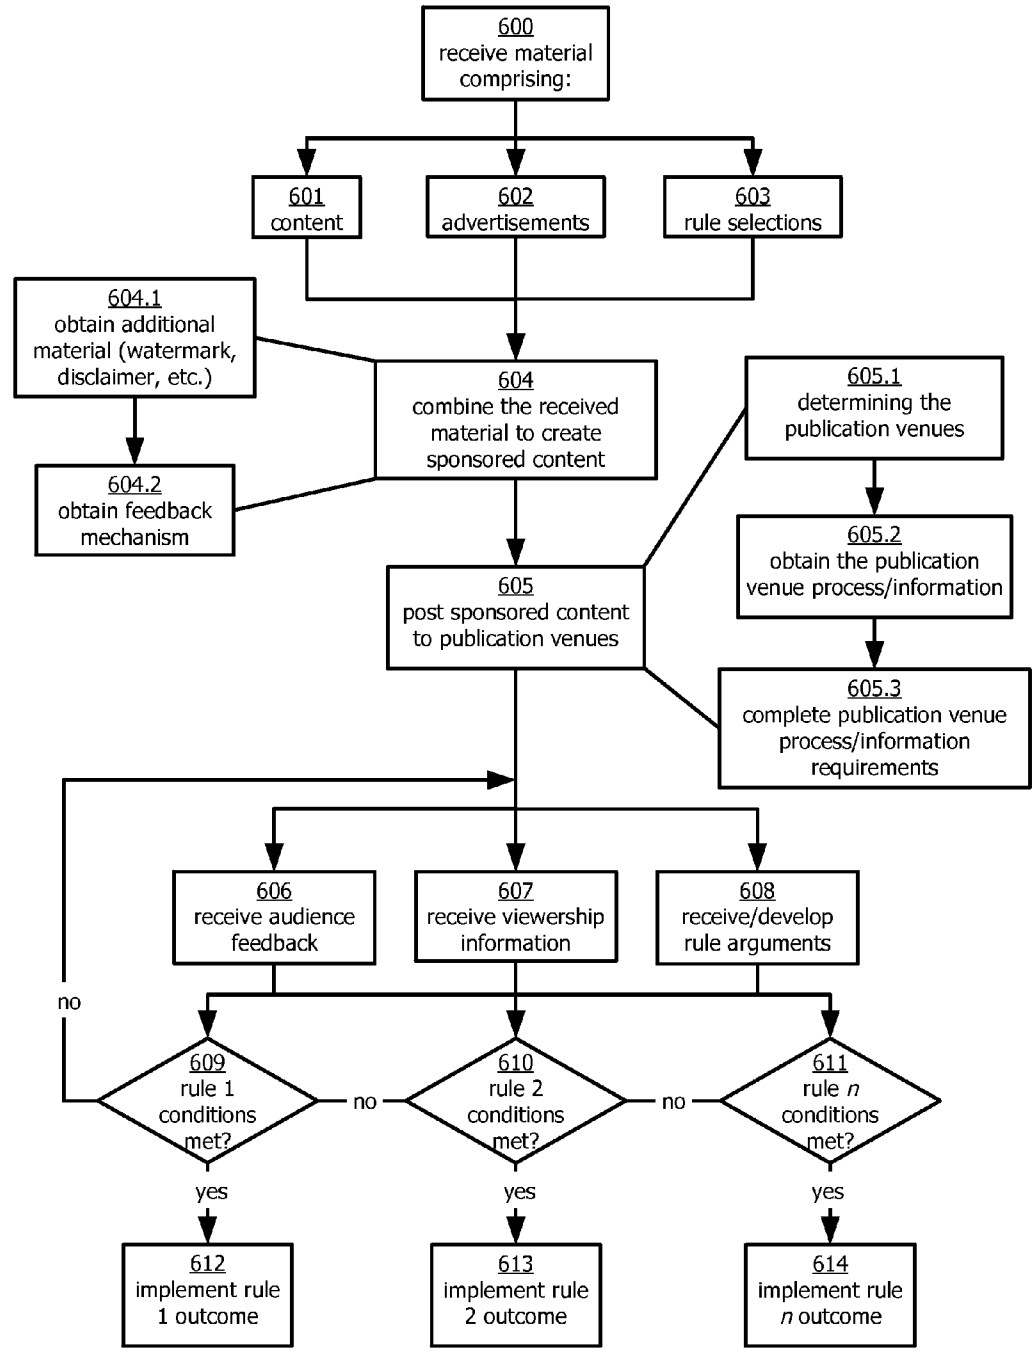 600
receive material
comprising:
601
content
602
advertisements
603
rule selections
604.1
obtain additional
material (watermark,
disclaimer, etc.)
604.2
obtain feedback
mechanism
604
combine the received
material to create
sponsored content
605.1
determining the
publication venues
605.2
obtain the publication
venue process/information
605.3
complete publication venue
process/information
requirements
605
post sponsored content
to publication venues
606
receive audience
feedback
607
receive viewership
information
608
receive/develop
rule arguments
no
609
rule 1
conditions
met?
no
610
rule 2
conditions
met?
no
611
rule n
conditions
met?
yes
yes
yes
612
implement rule
1 outcome
613
implement rule
2 outcome
614
implement rule
n outcome